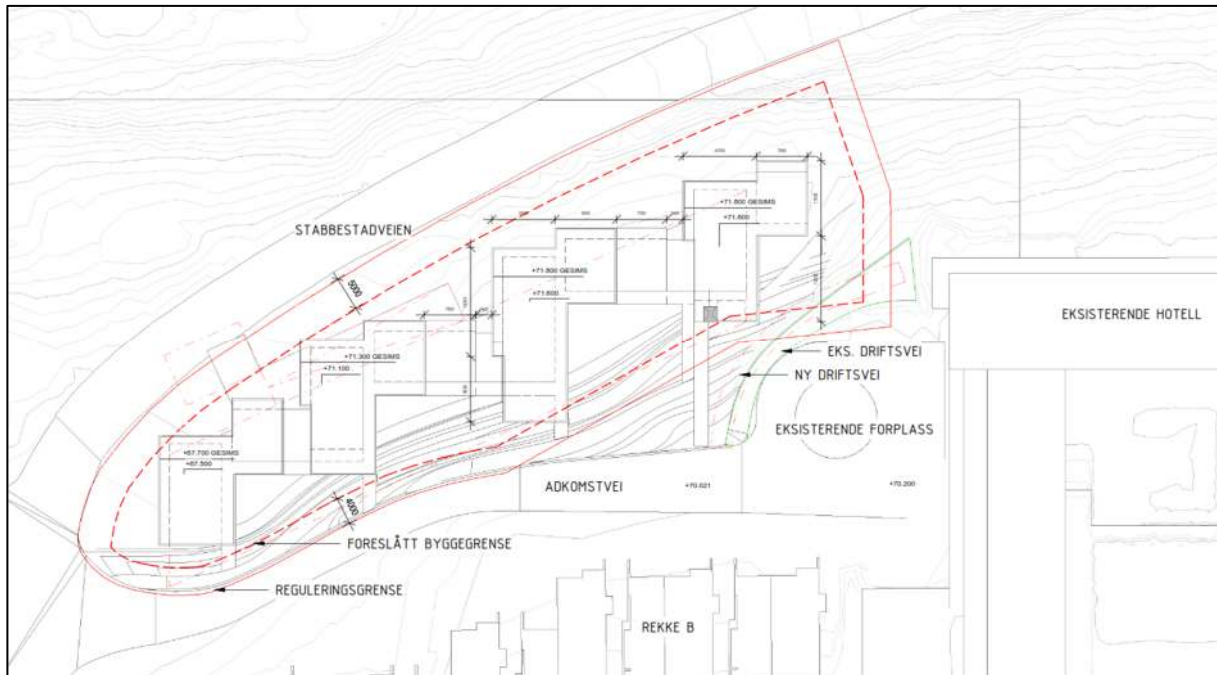 STABBESTADVEIEN
5000
+71.800 GESIMS
+71.600
+71.800 GESIMS
+71.600
+71.300 GESIMS
+71.100
+67.700 GESIMS
+67.500
EKSISTERENDE HOTELL
EKS. DRIFTSVEI
NY DRIFTSVEI
EKSISTERENDE FORPLASS
ADKOMSTVEI
+70.021
+70.200
4000
FORESLÅTT BYGGEGRENSE
REGULERINGSGRENSE
REKKE B